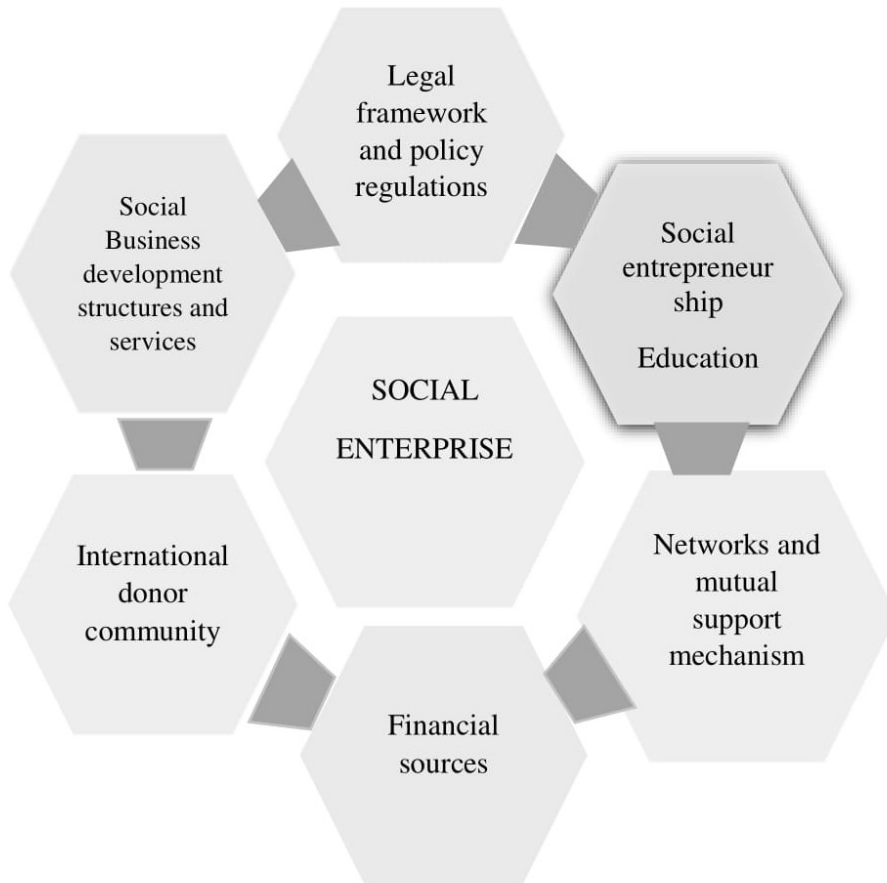 Legal
framework
and policy
regulations
Social
Business
development
structures and
services
Social
entrepreneur
ship
Education
SOCIAL
ENTERPRISE
International
donor
community
Networks and
mutual
support
mechanism
Financial
sources